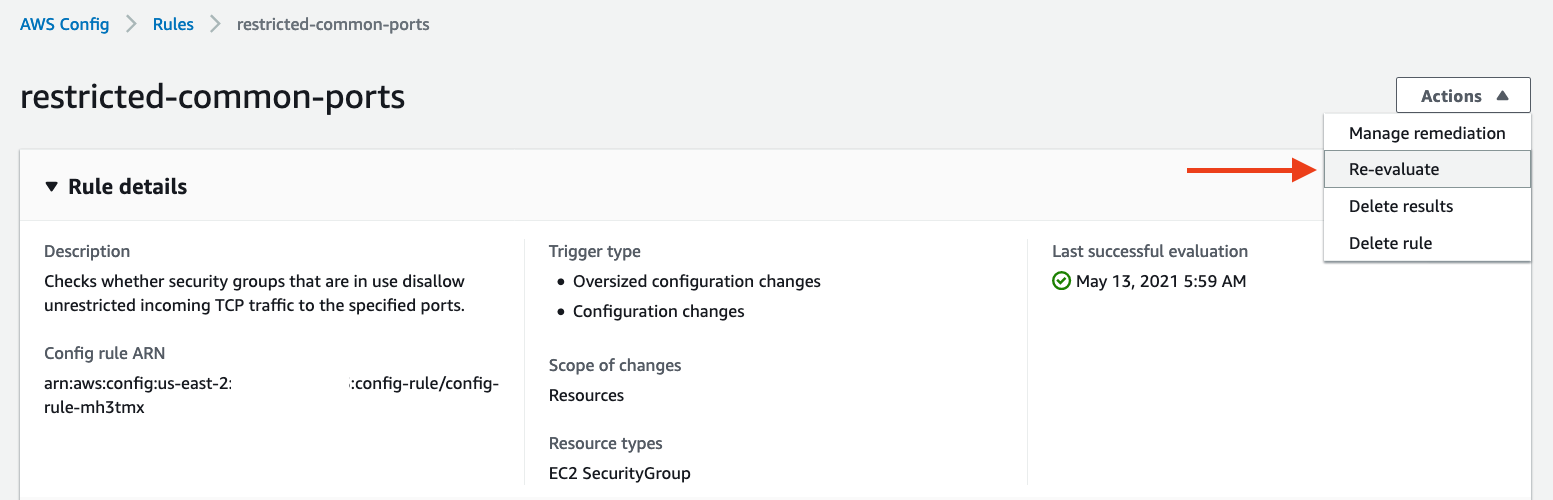 AWS Config > Rules > restricted-common-ports
restricted-common-ports
Actions
Manage remediation
Re-evaluate
Delete results
Delete rule
Rule details
Description
Checks whether security groups that are in use disallow
unrestricted incoming TCP traffic to the specified ports.
Config rule ARN
arn:aws:config:us-east-2: :config-rule/config-
rule-mh3tmx
Trigger type
• Oversized configuration changes
• Configuration changes
Scope of changes
Resources
Resource types
EC2 SecurityGroup
Last successful evaluation
May 13, 2021 5:59 AM